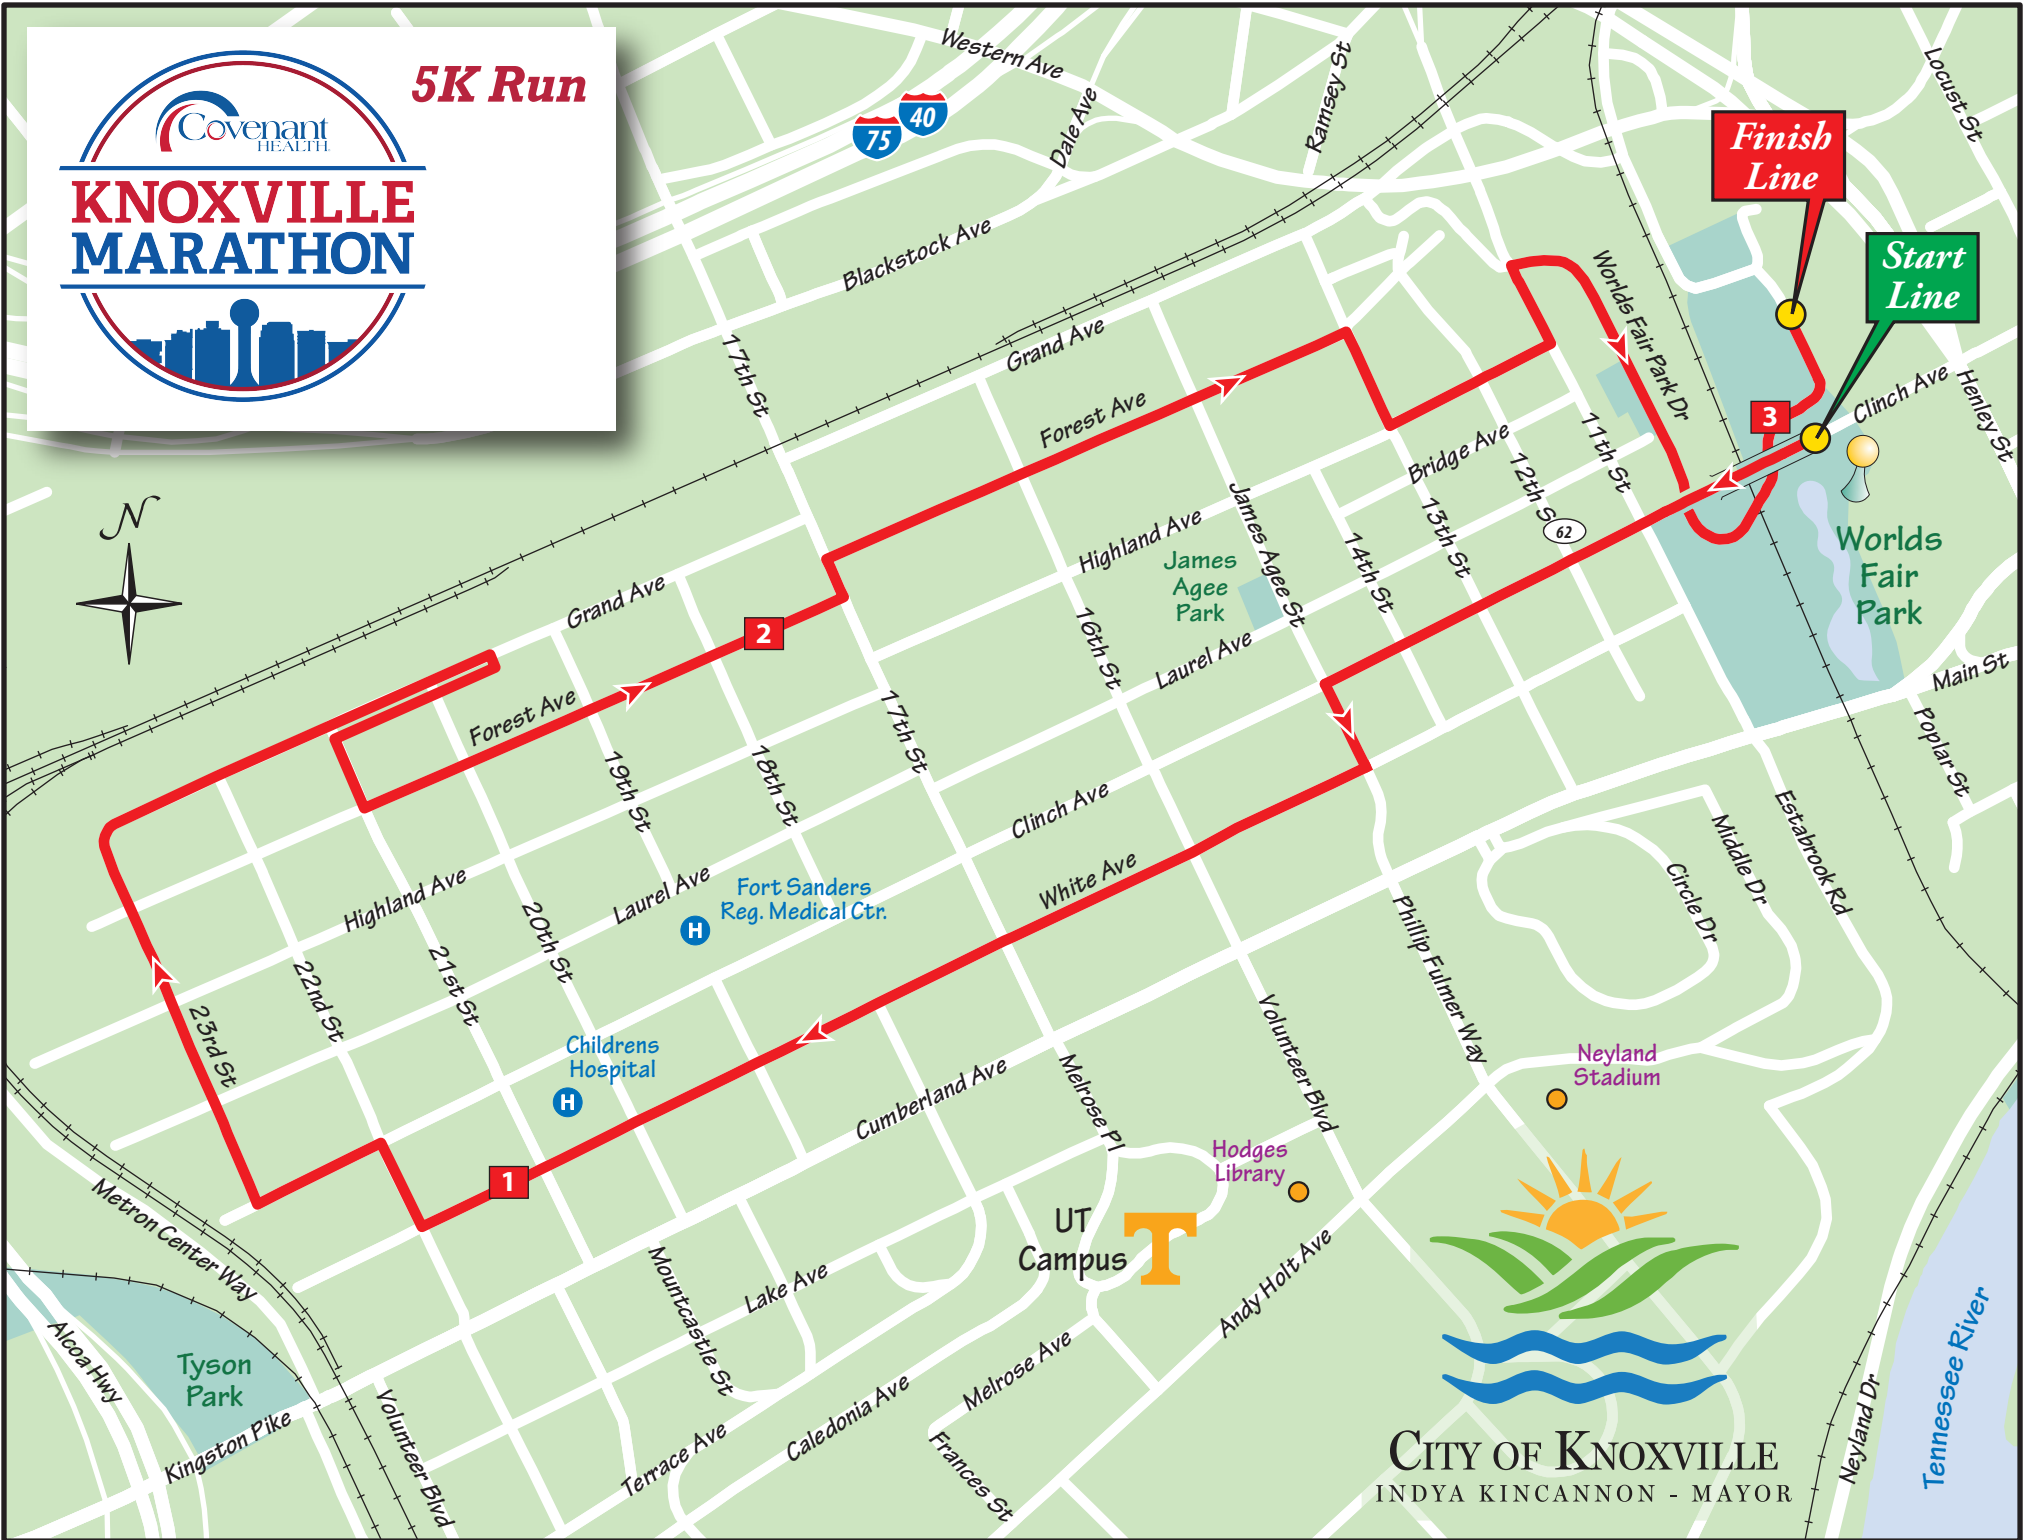 5K Run
Covenant
HEALTH
KNOXVILLE
MARATHON
Western Ave
Dale Ave
Ramsey St
Locust St
75
40
Finish
Line
Start
Line
Blackstock Ave
Worlds Fair Park Dr
17th St
Grand Ave
Forest Ave
3
Clinch Ave
Henley St
11th St
Bridge Ave
12th S
62
13th St
14th St
James Agee St
Highland Ave
James
Agee
Park
Worlds
Fair
Park
N
Grand Ave
2
16th St
Laurel Ave
Main St
Poplar St
Forest Ave
17th St
18th St
19th St
Clinch Ave
White Ave
Estabrook Rd
Middle Dr
Circle Dr
Highland Ave
Laurel Ave
Fort Sanders
Reg. Medical Ctr.
H
20th St
21st St
22nd St
23rd St
Phillip Fulmer Way
Volunteer Blvd
Childrens
Hospital
H
Neyland
Stadium
Cumberland Ave
Melrose Pl
Hodges
Library
1
Metron Center Way
UT
Campus
T
Andy Holt Ave
Mountcastle St
Lake Ave
Alcoa Hwy
Tyson
Park
Kingston Pike
Volunteer Blvd
Terrace Ave
Caledonia Ave
Melrose Ave
Frances St
Neyland Dr
Tennessee River
CITY OF KNOXVILLE
INDYA KINCANNON - MAYOR